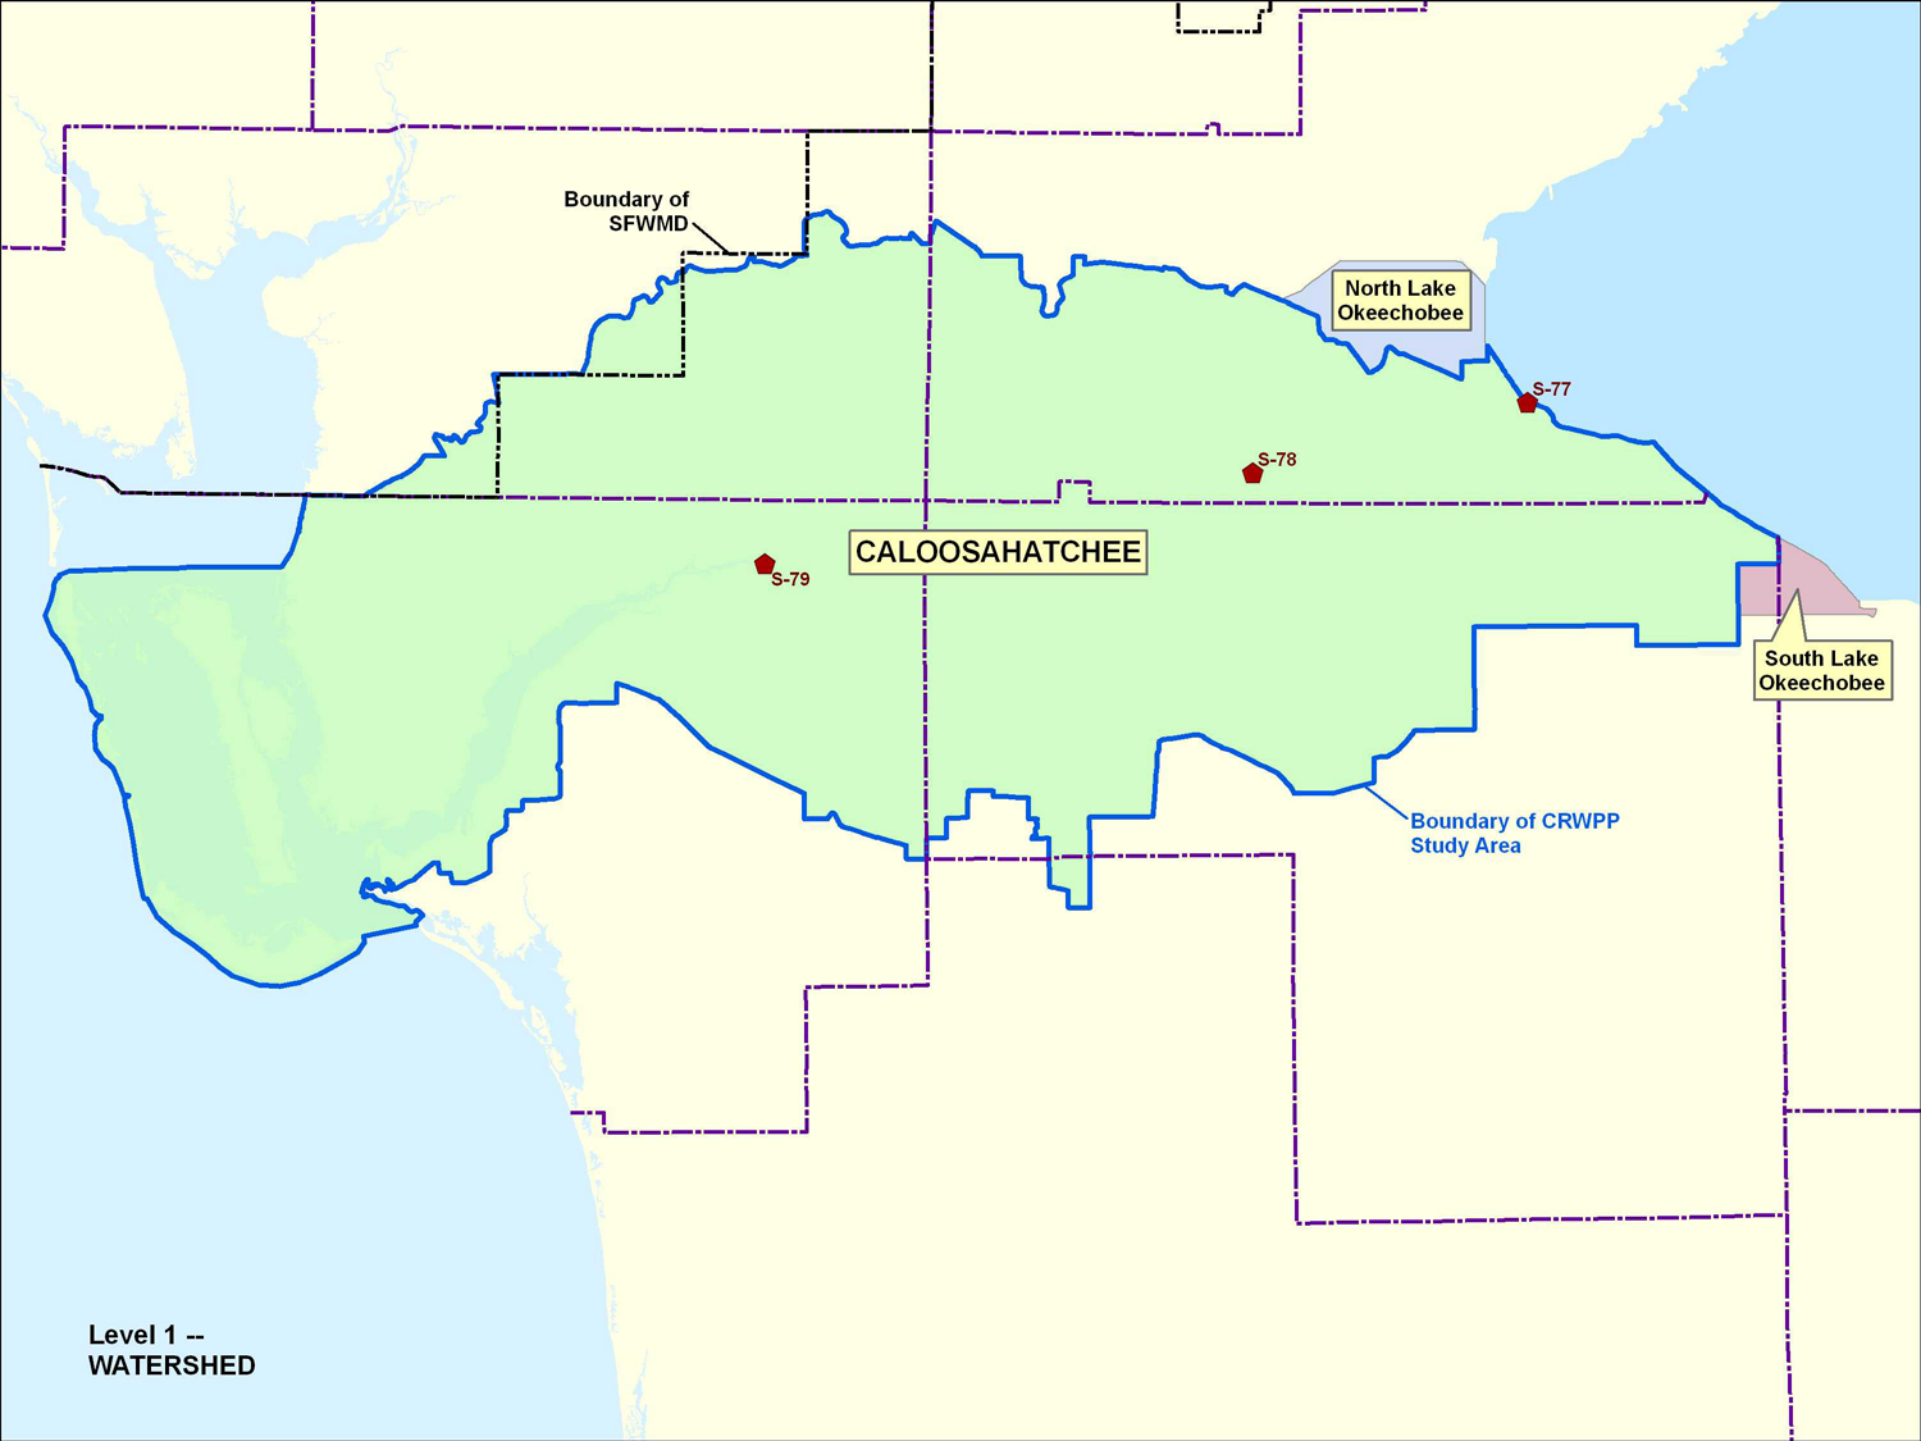 Boundary of
SFWMD
North Lake
Okeechobee
S-77
S-78
CALOOSAHATCHEE
S-79
South Lake
Okeechobee
Boundary of CRWPP
Study Area
Level 1 --
WATERSHED